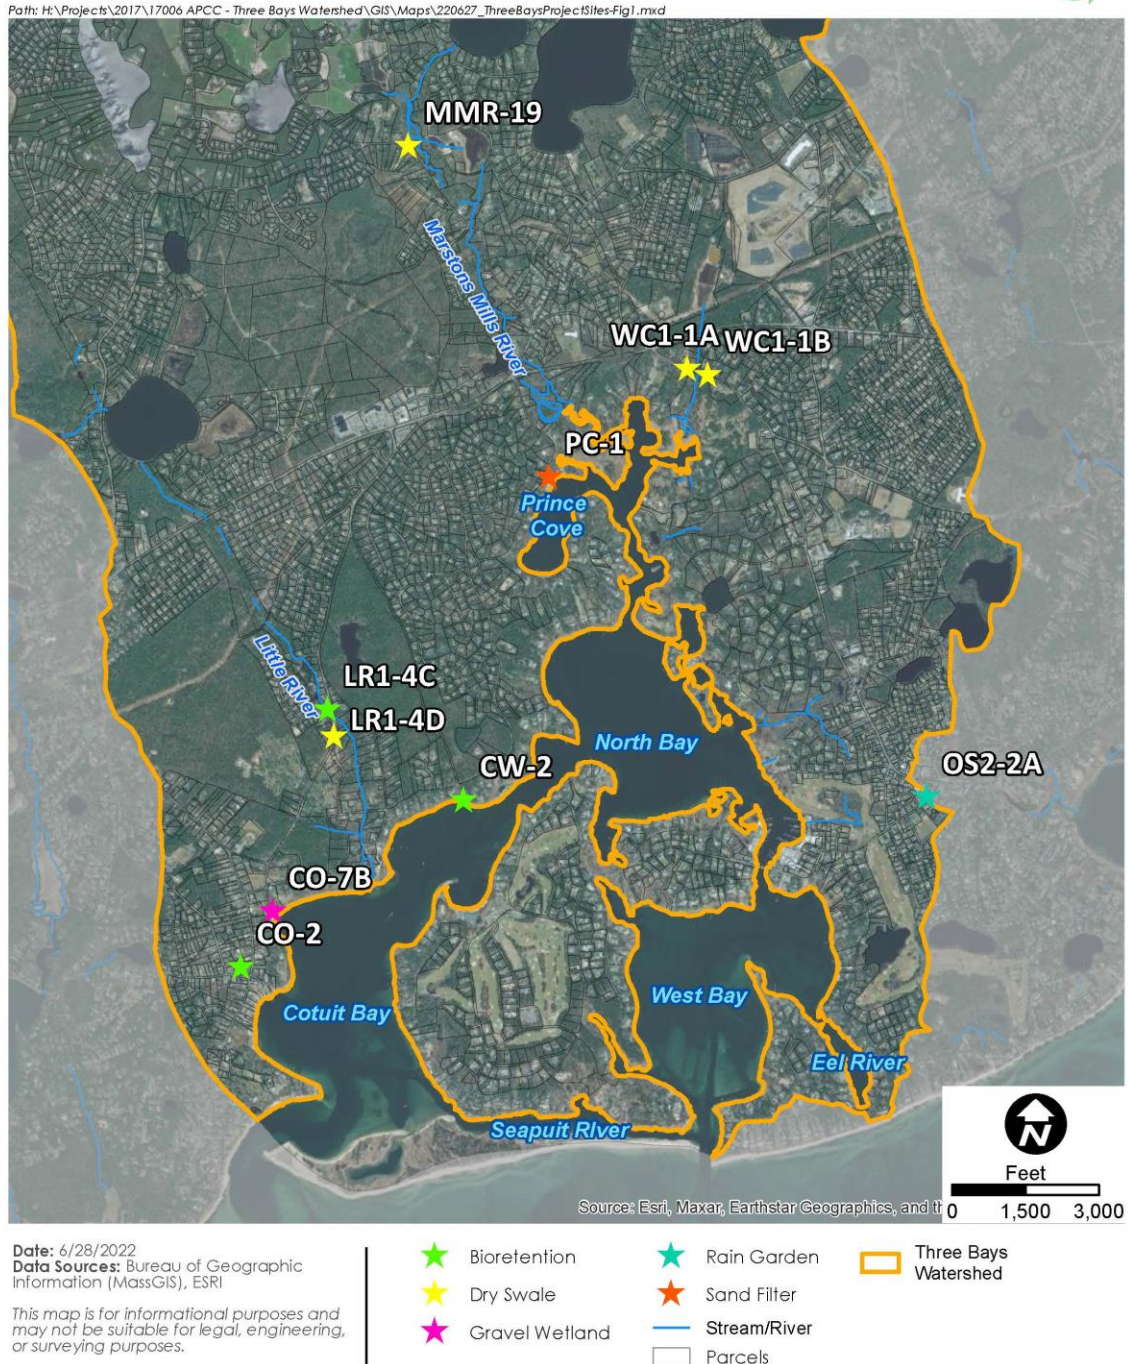 Path: H:\Projects\2017\17006 APCC - Three Bays Watershed\GIS\Maps\220627_ThreeBaysProjectSites-Fig1.mxd
MMR-19
Marstons Mills River
WC1-1A WC1-1B
PC-1
Prince
Cove
Little River
LR1-4C
LR1-4D
North Bay
CW-2
OS2-2A
CO-7B
CO-2
Cotuit Bay
West Bay
Eel River
Seapuit RIver
N
Feet
0 1,500 3,000
Source: Esri, Maxar, Earthstar Geographics, and
Date: 6/28/2022
Data Sources: Bureau of Geographic
Information (MassGIS), ESRI
This map is for informational purposes and
may not be suitable for legal, engineering,
or surveying purposes.
Bioretention
Dry Swale
Gravel Wetland
Rain Garden
Sand Filter
Stream/River
Parcels
Three Bays
Watershed